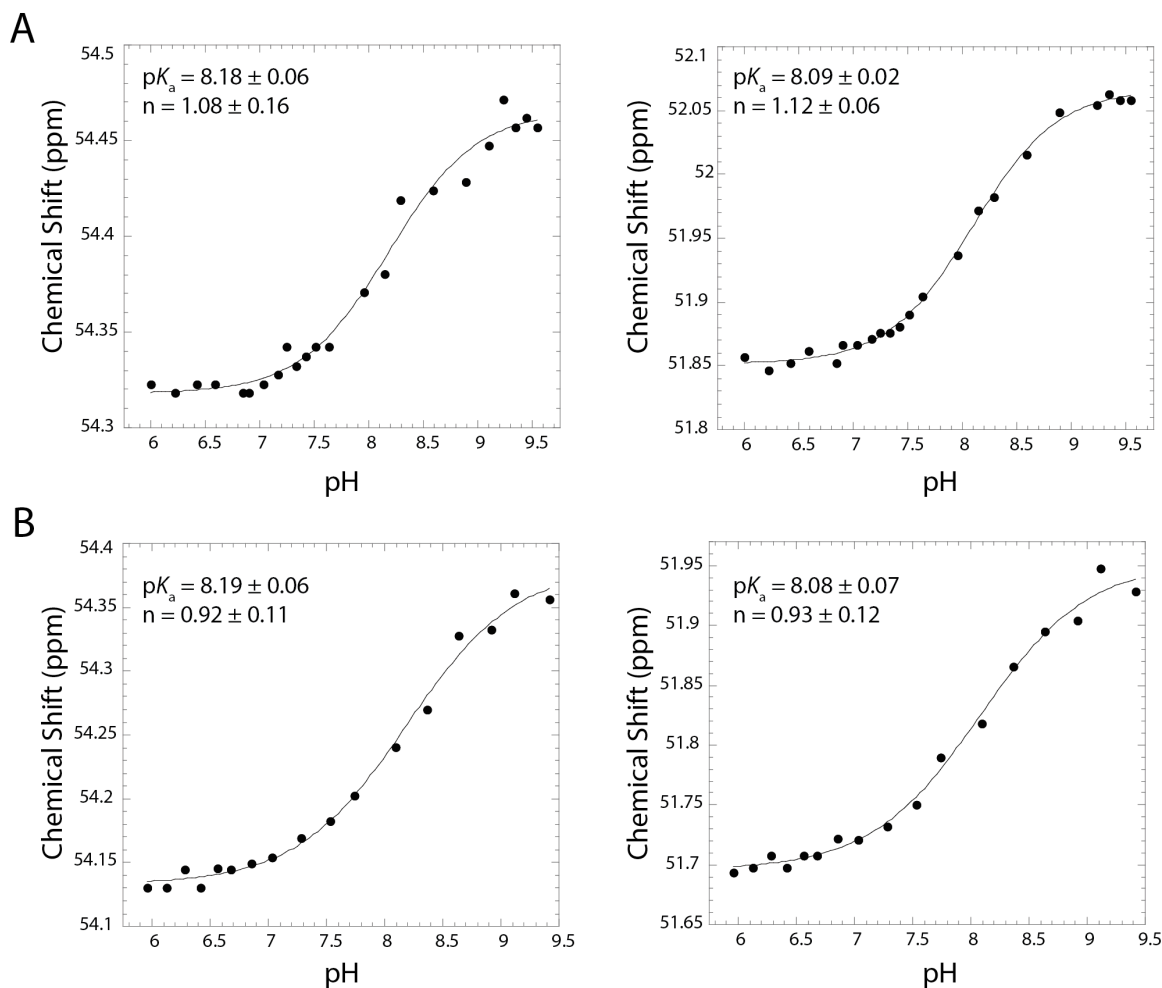 A
pKa = 8.18 ± 0.06
n = 1.08 ± 0.16
Chemical Shift (ppm)
54.5
54.45
54.4
54.35
54.3
6 6.5 7 7.5 8 8.5 9 9.5
pH
pKa = 8.09 ± 0.02
n = 1.12 ± 0.06
Chemical Shift (ppm)
52.1
52.05
52
51.95
51.9
51.85
51.8
6 6.5 7 7.5 8 8.5 9 9.5
pH
B
pKa = 8.19 ± 0.06
n = 0.92 ± 0.11
Chemical Shift (ppm)
54.4
54.35
54.3
54.25
54.2
54.15
54.1
6 6.5 7 7.5 8 8.5 9 9.5
pH
pKa = 8.08 ± 0.07
n = 0.93 ± 0.12
Chemical Shift (ppm)
51.95
51.9
51.85
51.8
51.75
51.7
51.65
6 6.5 7 7.5 8 8.5 9 9.5
pH